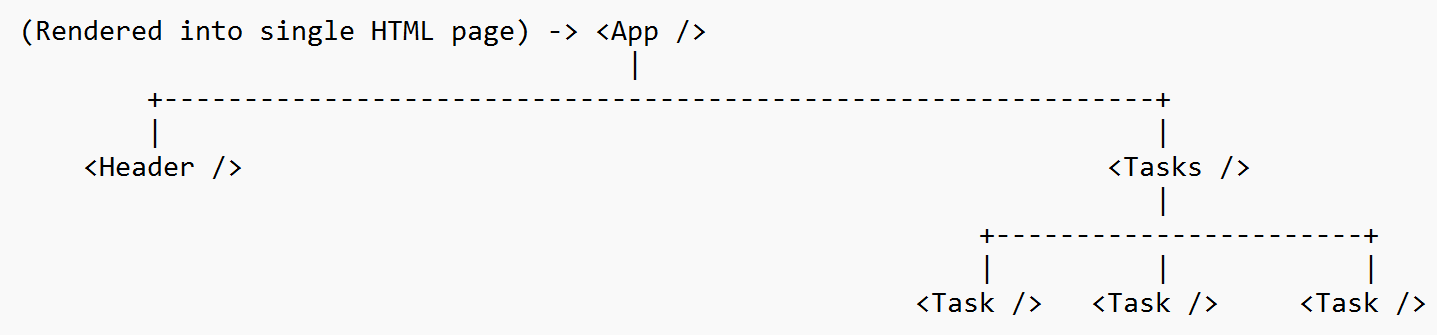 (Rendered into single HTML page) -> <App />
|
+---------------------------------------------------------------+
| |
<Header /> <Tasks />
|
+-----------------------+
| | |
<Task /> <Task /> <Task />